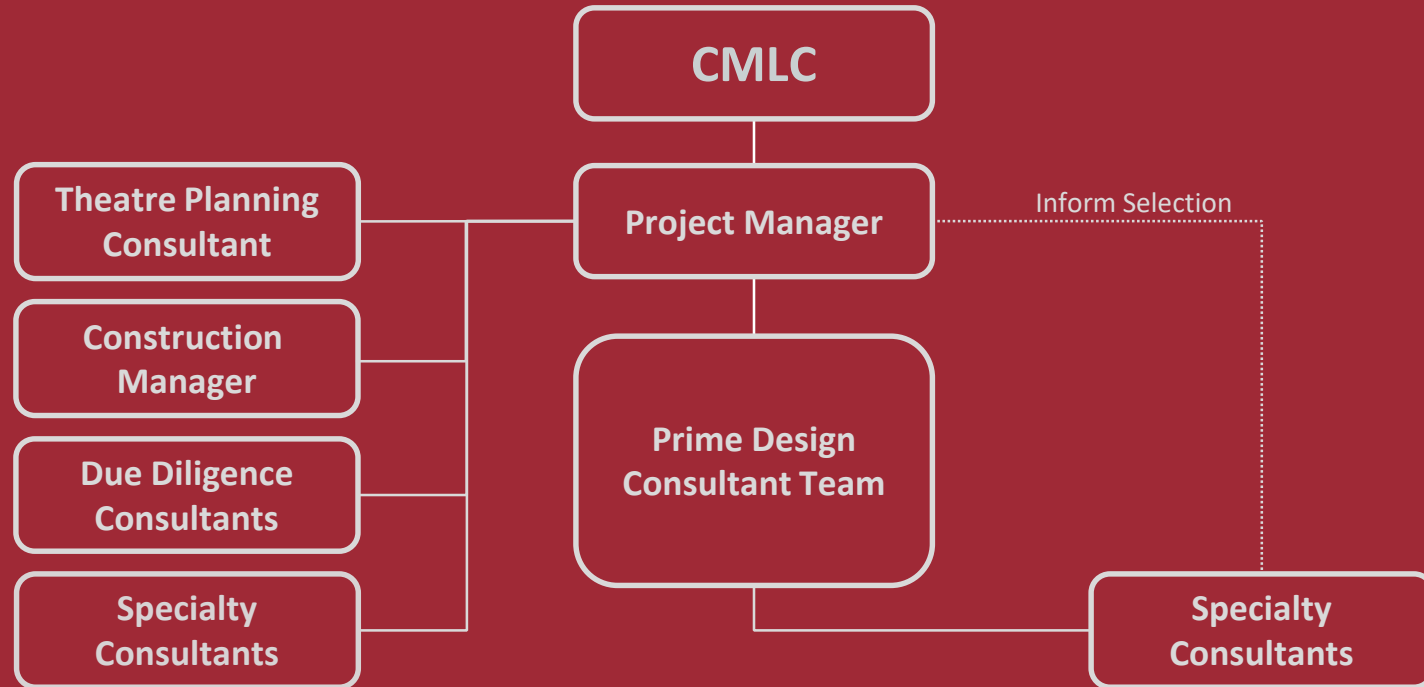 CMLC
Theatre Planning
Consultant
Project Manager
Inform Selection
Construction
Manager
Prime Design
Consultant Team
Due Diligence
Consultants
Specialty
Consultants
Specialty
Consultants